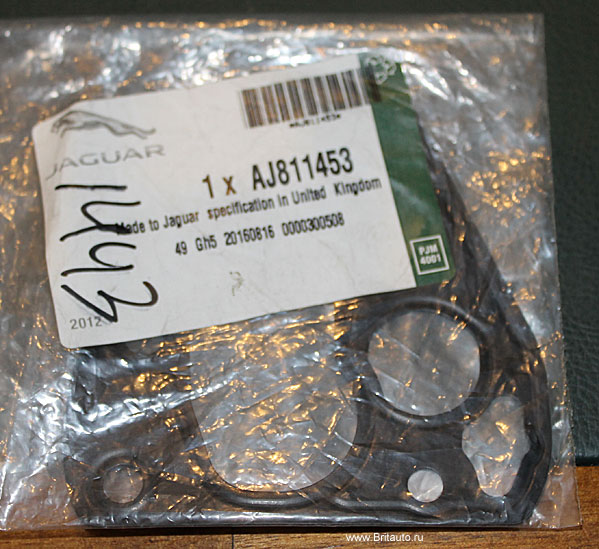 *AJ811453*
JAGUAR
1 x AJ811453
Made to Jaguar specification in United Kingdom
49 Gh5 20160816 0000300508
PJM
4001
1443
2012
www.Britauto.ru